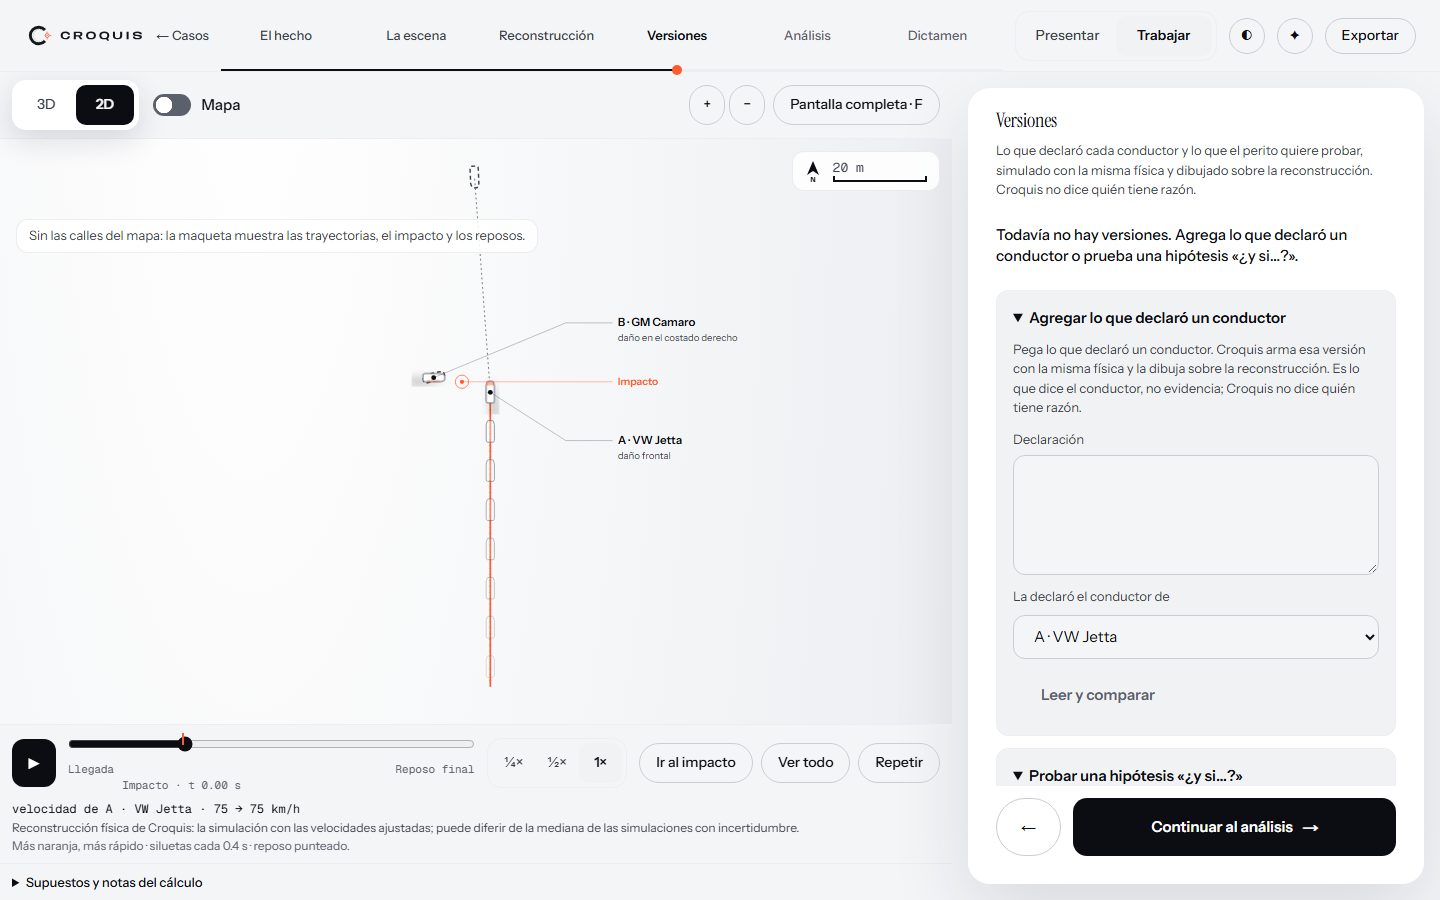 CROQUIS
← Casos
El hecho
La escena
Reconstrucción
Versiones
Análisis
Dictamen
Presentar
Trabajar
Exportar
3D
2D
Mapa
+
−
Pantalla completa · F
N
20 m
Sin las calles del mapa: la maqueta muestra las trayectorias, el impacto y los reposos.
B · GM Camaro
daño en el costado derecho
Impacto
A · VW Jetta
daño frontal
Llegada
Reposo final
Impacto · t 0.00 s
¼×
½×
1×
Ir al impacto
Ver todo
Repetir
velocidad de A · VW Jetta · 75 → 75 km/h
Reconstrucción física de Croquis: la simulación con las velocidades ajustadas; puede diferir de la mediana de las simulaciones con incertidumbre.
Más naranja, más rápido · siluetas cada 0.4 s · reposo punteado.
▶ Supuestos y notas del cálculo
Versiones
Lo que declaró cada conductor y lo que el perito quiere probar,
simulado con la misma física y dibujado sobre la reconstrucción.
Croquis no dice quién tiene razón.
Todavía no hay versiones. Agrega lo que declaró un
conductor o prueba una hipótesis «¿y si…?».
▼ Agregar lo que declaró un conductor
Pega lo que declaró un conductor. Croquis arma esa versión
con la misma física y la dibuja sobre la reconstrucción. Es lo
que dice el conductor, no evidencia; Croquis no dice quién
tiene razón.
Declaración
La declaró el conductor de
A · VW Jetta
Leer y comparar
▼ Probar una hipótesis «¿y si…?»
←
Continuar al análisis →